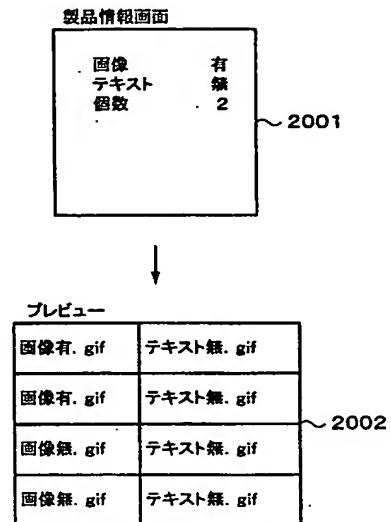 製品情報画面
画像 有
テキスト 無
個数 2
2001
プレビュー
画像有. gif テキスト無. gif
画像有. gif テキスト無. gif
2002
画像無. gif テキスト無. gif
画像無. gif テキスト無. gif